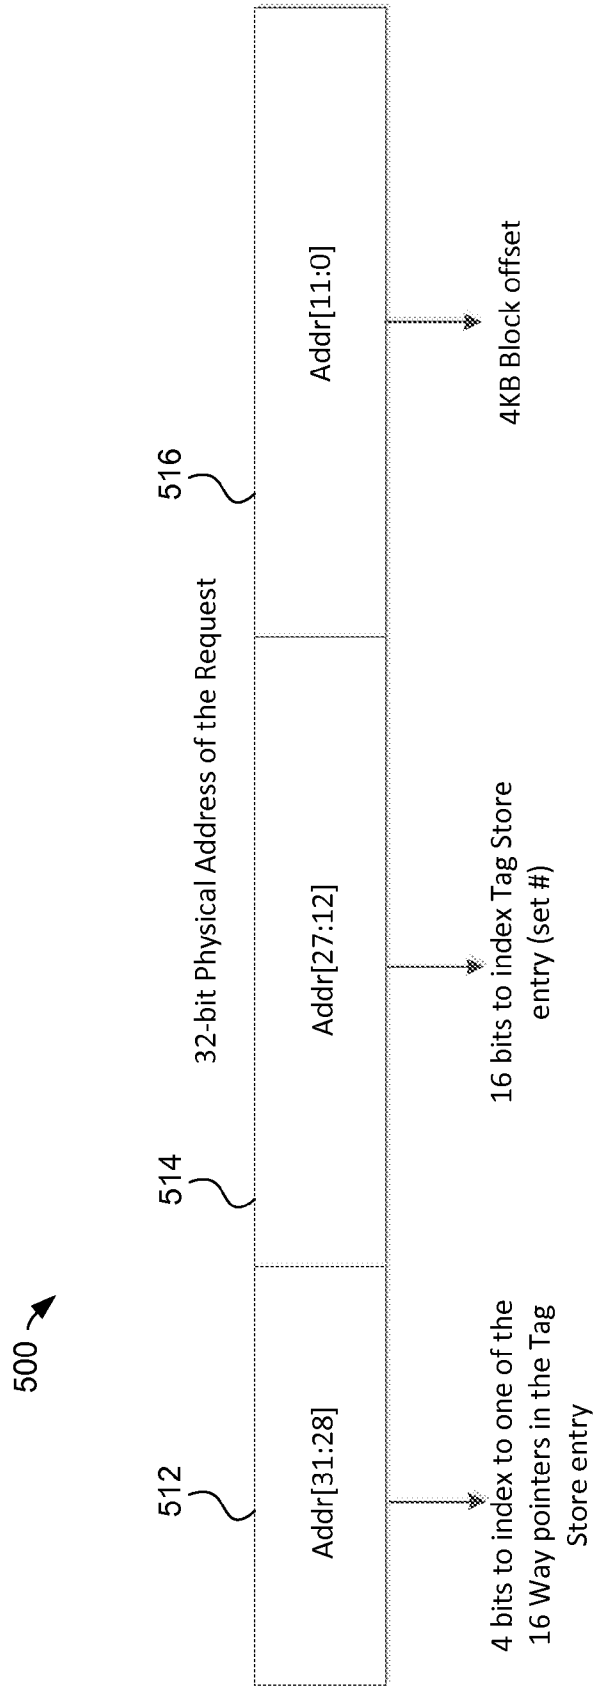 500
32-bit Physical Address of the Request
512
514
516
Addr[31:28]
Addr[27:12]
Addr[11:0]
4 bits to index to one of the
16 Way pointers in the Tag
Store entry
16 bits to index Tag Store
entry (set #)
4KB Block offset